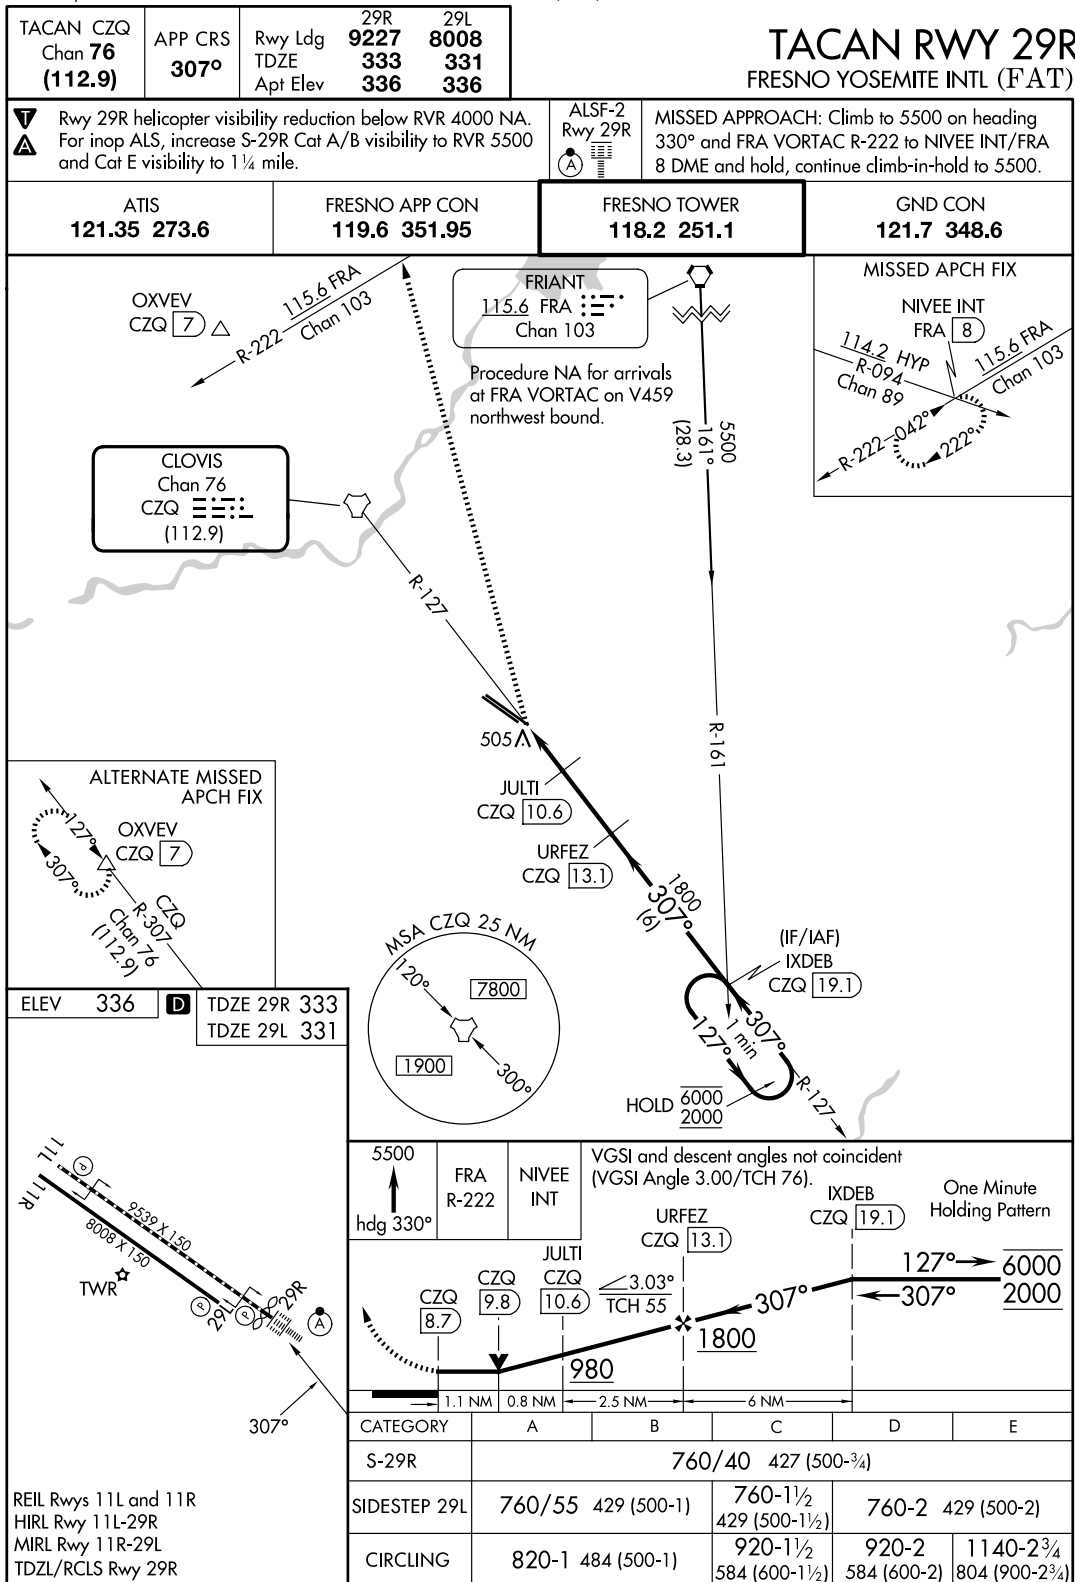 TACAN CZQ
Chan 76
(112.9)
APP CRS
307°
29R 29L
Rwy Ldg 9227 8008
TDZE 333 331
Apt Elev 336 336
TACAN RWY 29R
FRESNO YOSEMITE INTL (FAT)
T
A
Rwy 29R helicopter visibility reduction below RVR 4000 NA.
For inop ALS, increase S-29R Cat A/B visibility to RVR 5500
and Cat E visibility to 1¼ mile.
ALSF-2
Rwy 29R
A
MISSED APPROACH: Climb to 5500 on heading
330° and FRA VORTAC R-222 to NIVEE INT/FRA
8 DME and hold, continue climb-in-hold to 5500.
ATIS
121.35 273.6
FRESNO APP CON
119.6 351.95
FRESNO TOWER
118.2 251.1
GND CON
121.7 348.6
OXVEV
CZQ 7
115.6 FRA
R-222 Chan 103
FRIANT
115.6 FRA
Chan 103
Procedure NA for arrivals
at FRA VORTAC on V459
northwest bound.
5500
161°
(28.3)
MISSED APCH FIX
NIVEE INT
FRA 8
114.2 HYP
R-094
Chan 89
115.6 FRA
Chan 103
R-222 042°
222°
CLOVIS
Chan 76
CZQ
(112.9)
R-127
R-161
505
JULTI
CZQ 10.6
URFEZ
CZQ 13.1
1800
307°
(6)
(IF/IAF)
IXDEB
CZQ 19.1
307°
1 min
127°
R-127
HOLD 6000
2000
ALTERNATE MISSED
APCH FIX
OXVEV
CZQ 7
127°
307°
CZQ
R-307
Chan 76
(112.9)
MSA CZQ 25 NM
120°
7800
1900
300°
ELEV 336
D
TDZE 29R 333
TDZE 29L 331
11L
11R
P
9539 X 150
8008 X 150
TWR
P
29L
P
29R
A
307°
REIL Rwys 11L and 11R
HIRL Rwy 11L-29R
MIRL Rwy 11R-29L
TDZL/RCLS Rwy 29R
5500
hdg 330°
FRA
R-222
NIVEE
INT
VGSI and descent angles not coincident
(VGSI Angle 3.00/TCH 76).
One Minute
Holding Pattern
IXDEB
CZQ 19.1
URFEZ
CZQ 13.1
JULTI
CZQ
10.6
CZQ
9.8
CZQ
8.7
3.03°
TCH 55
127° 6000
307° 2000
307°
1800
980
1.1 NM 0.8 NM 2.5 NM 6 NM
CATEGORY A B C D E
S-29R 760/40 427 (500-¾)
SIDESTEP 29L 760/55 429 (500-1) 760-1½ 429 (500-1½) 760-2 429 (500-2)
CIRCLING 820-1 484 (500-1) 920-1½ 584 (600-1½) 920-2 584 (600-2) 1140-2¾ 804 (900-2¾)